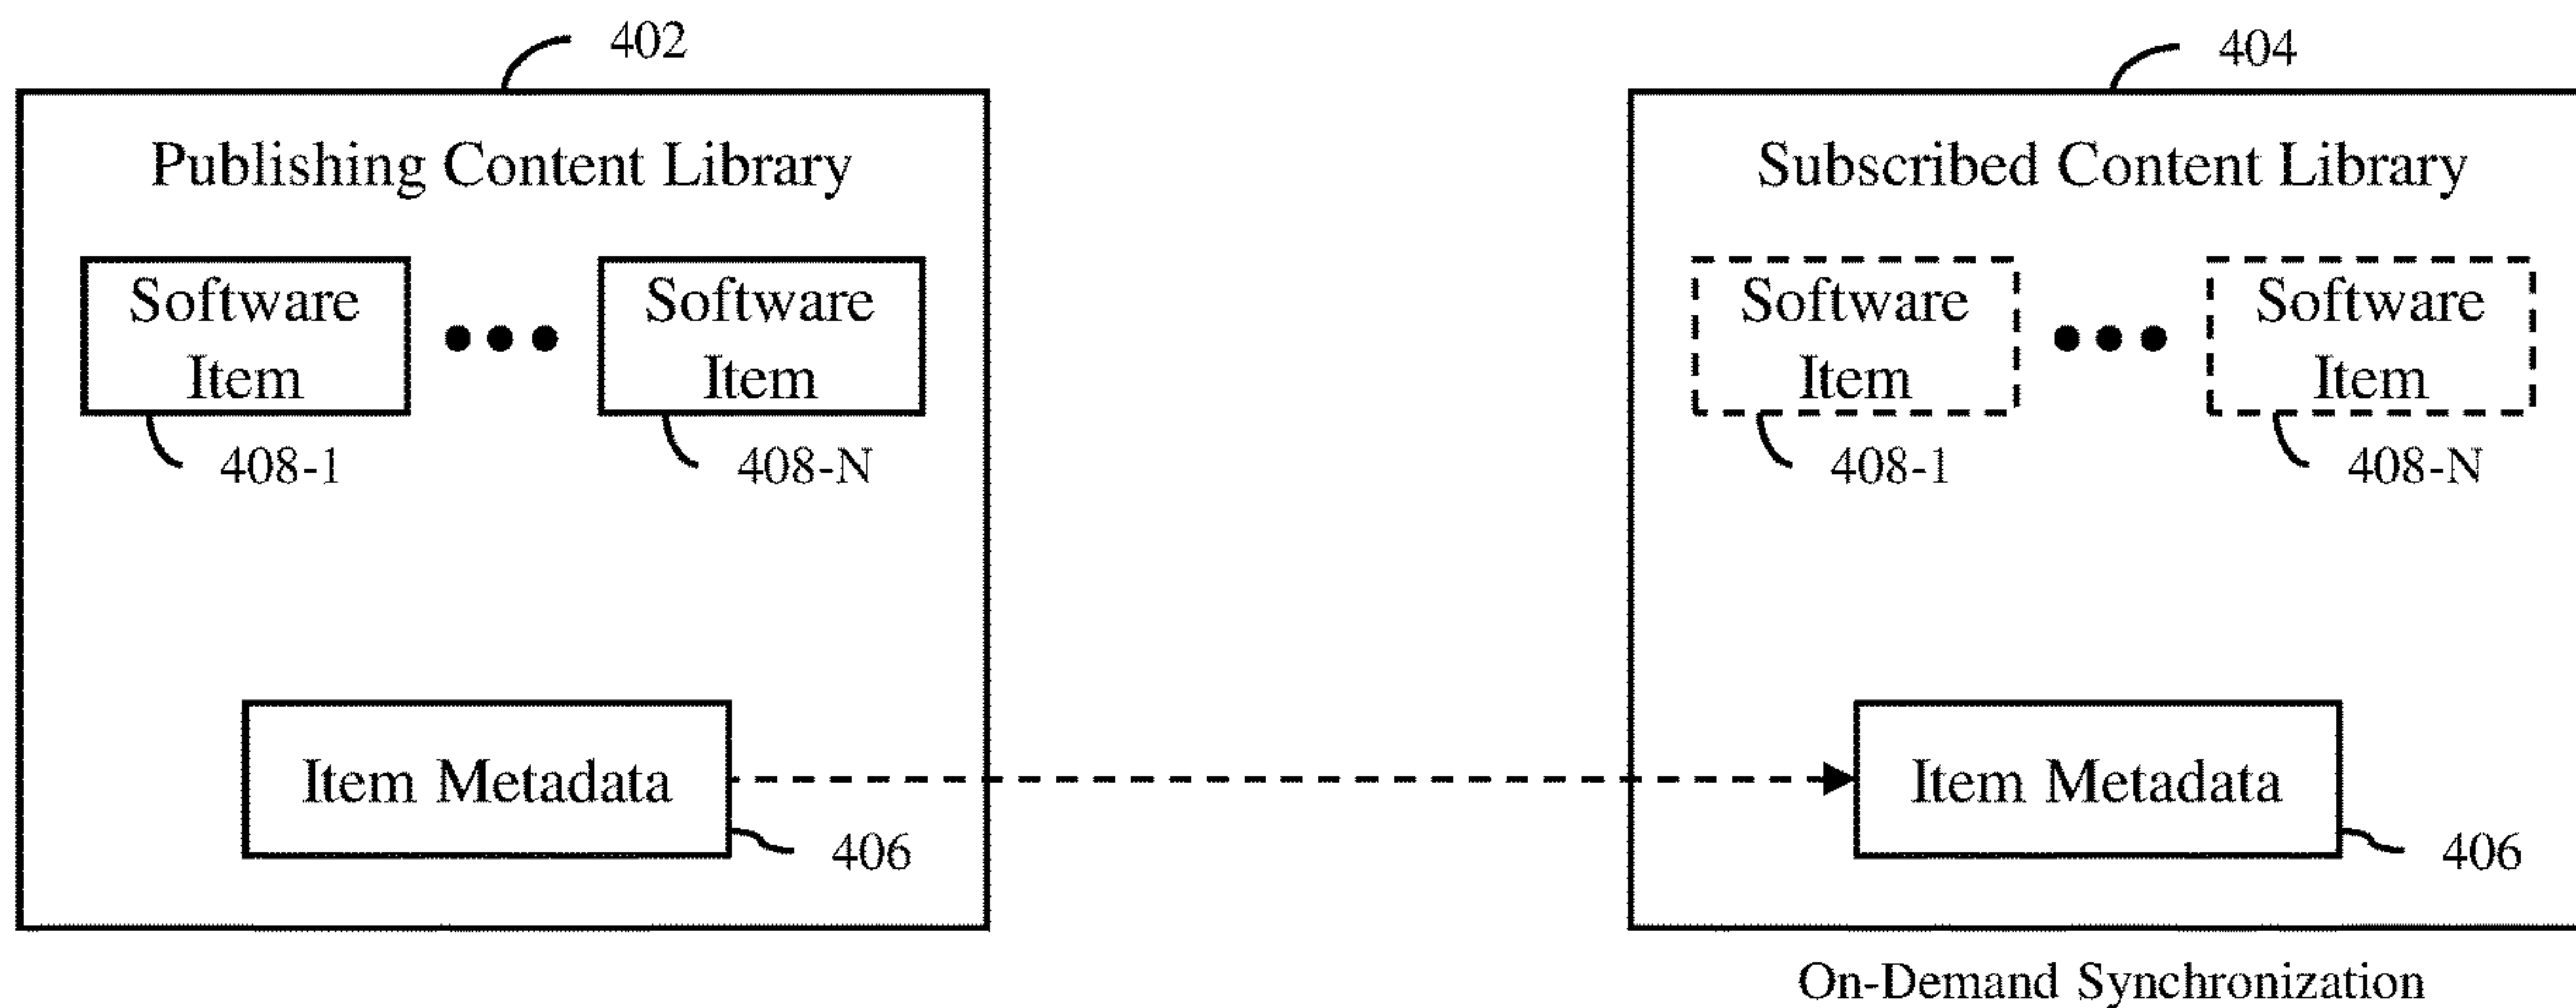 402
404
Publishing Content Library
Subscribed Content Library
Software
Item
Software
Item
Software
Item
Software
Item
408-1
408-N
408-1
408-N
Item Metadata
Item Metadata
406
406
On-Demand Synchronization